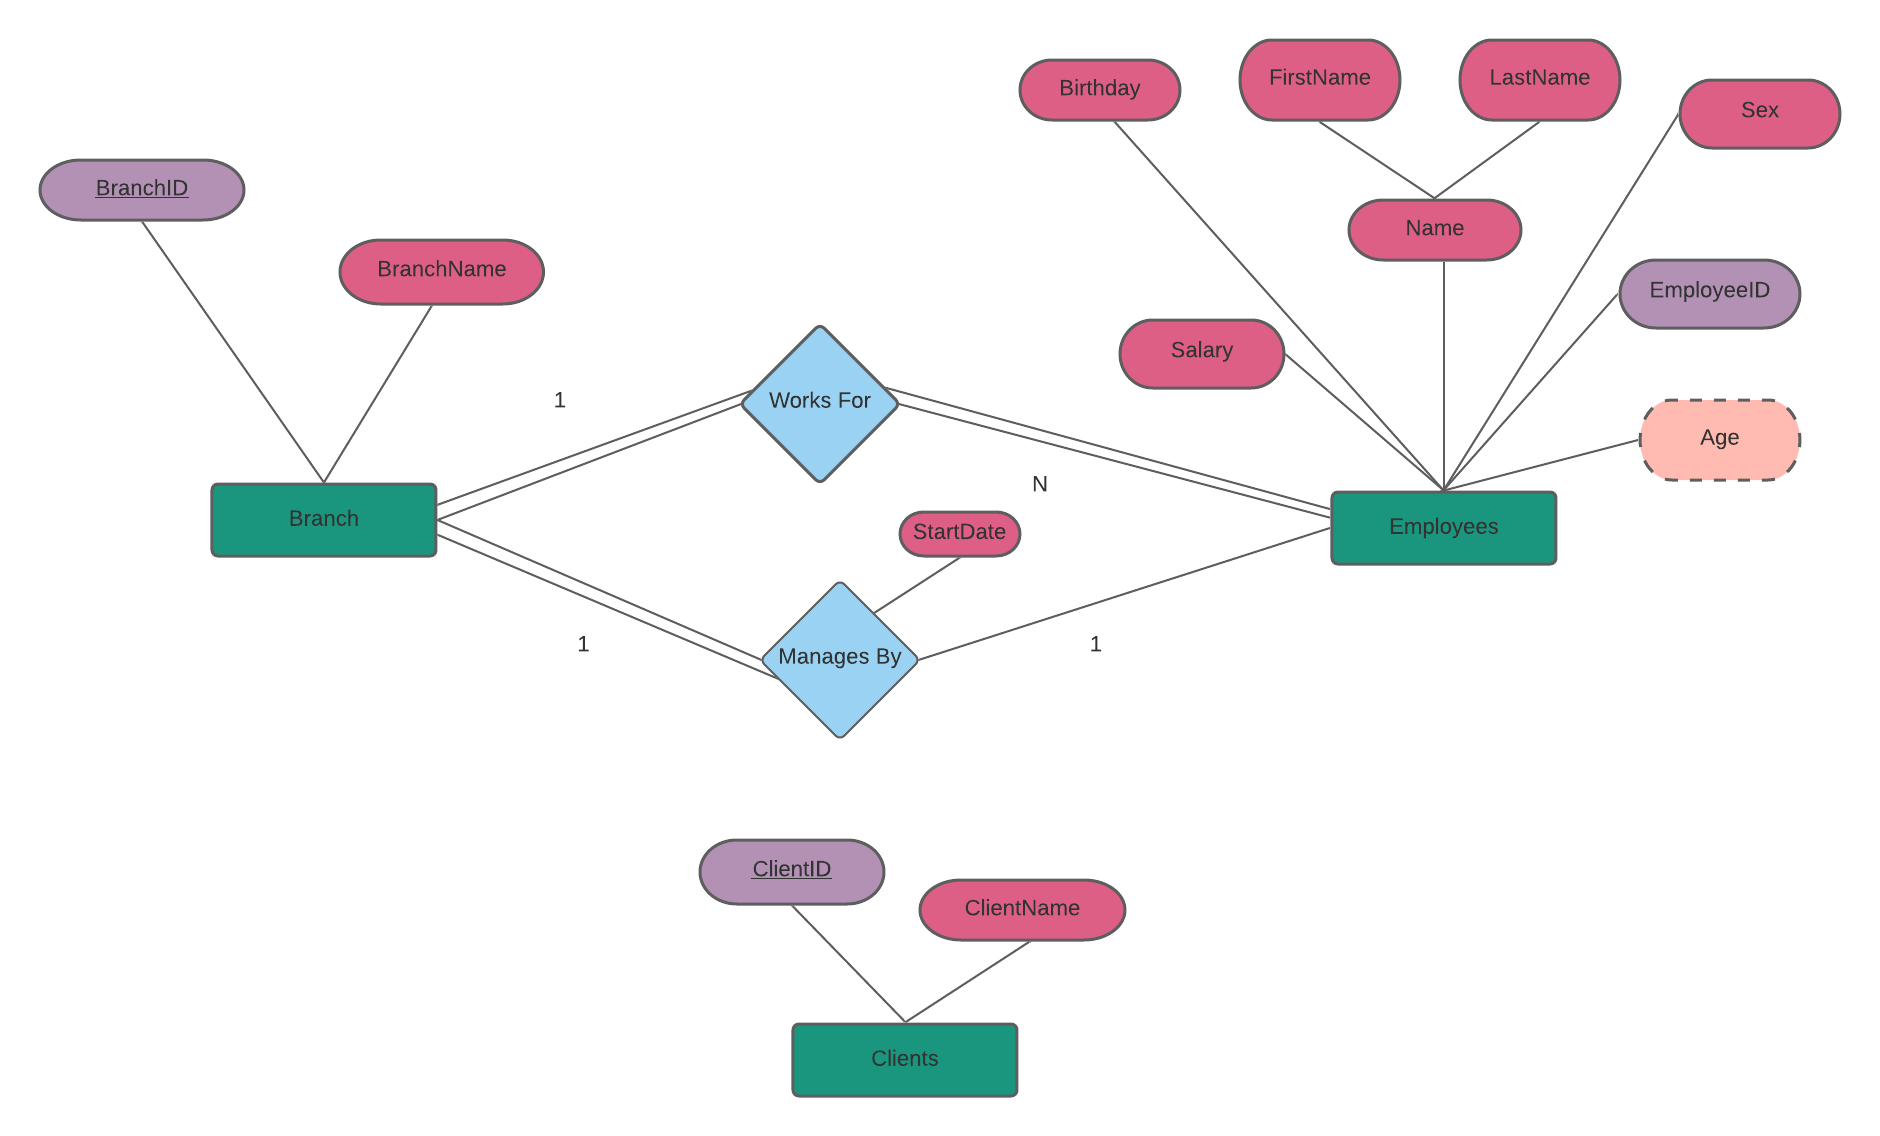 FirstName
LastName
Birthday
Sex
BranchID
Name
BranchName
EmployeeID
Salary
1
Works For
Age
N
Branch
StartDate
Employees
1
Manages By
1
ClientID
ClientName
Clients